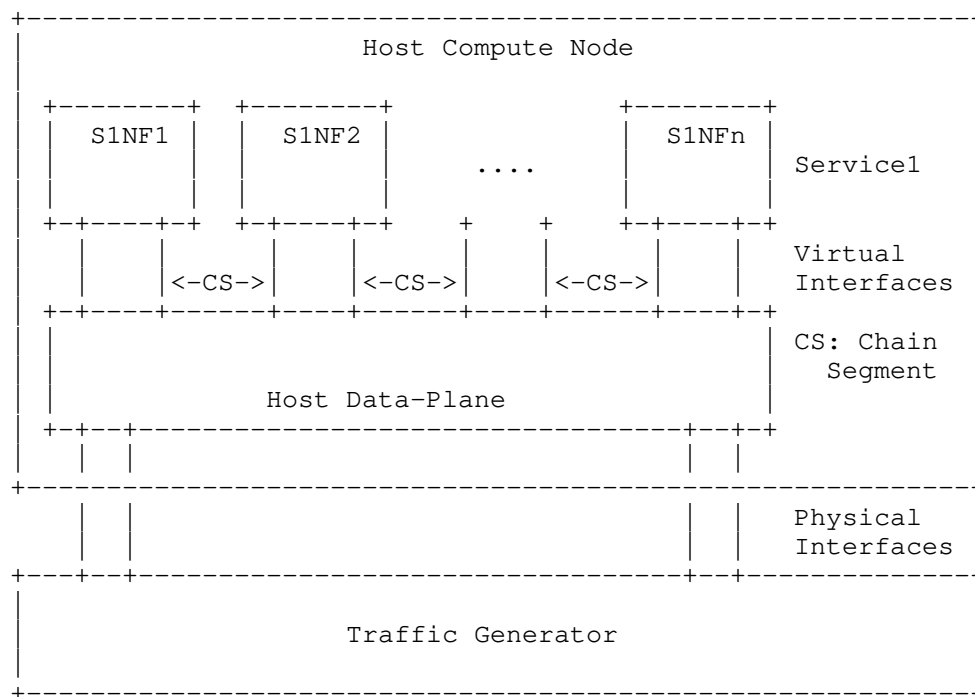 Host Compute Node
S1NF1 S1NF2 S1NFn
.... Service1
Virtual
<-CS-> <-CS-> <-CS-> Interfaces
CS: Chain
Segment
Host Data-Plane
Physical
Interfaces
Traffic Generator